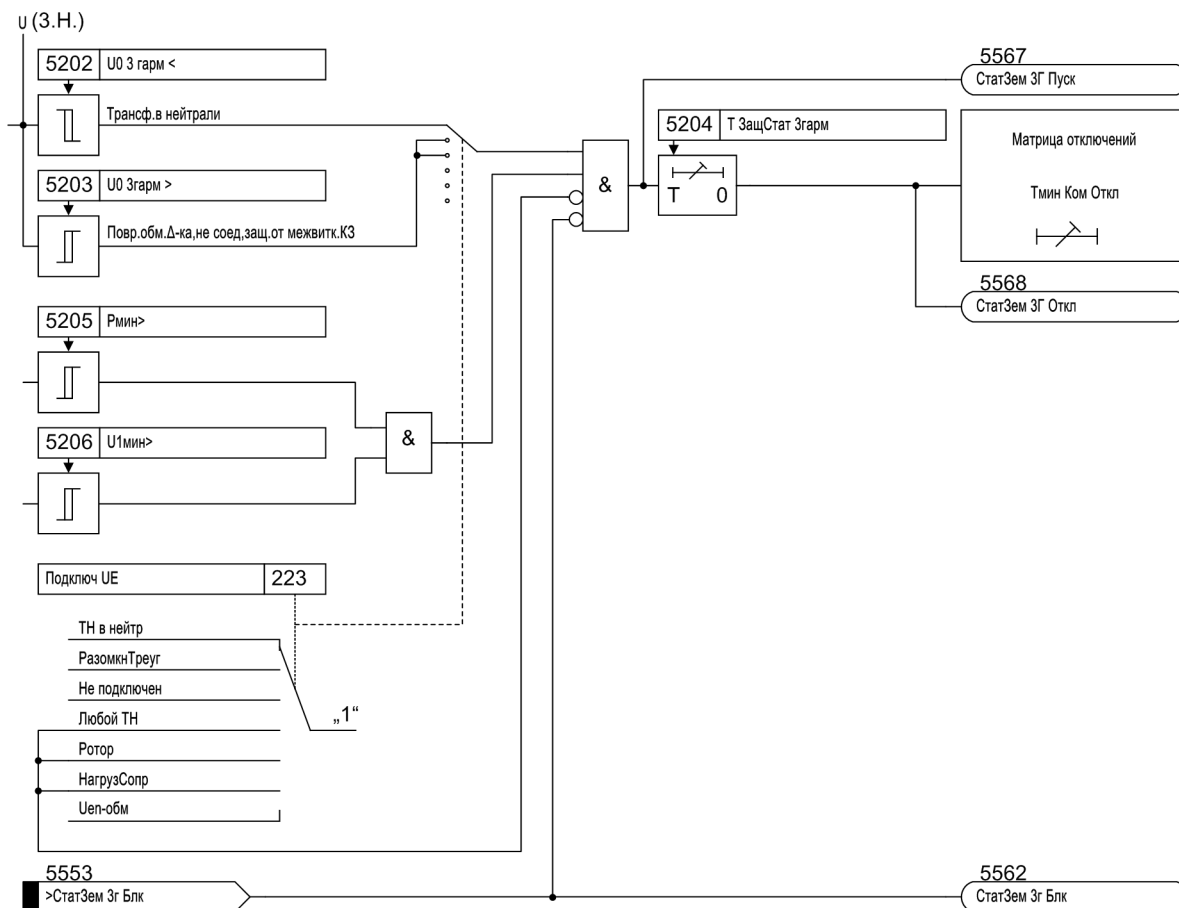 U (З.Н.)
5202 U0 3 гарм <
Трансф.в нейтрали
5203 U0 3гарм >
Повр.обм.Δ-ка,не соед,защ.от межвитк.КЗ
5205 Pмин>
5206 U1мин>
&
&
5204 T ЗащСтат 3гарм
T 0
5567
СтатЗем 3Г Пуск
Матрица отключений
Тмин Ком Откл
5568
СтатЗем 3Г Откл
Подключ UE 223
ТН в нейтр
РазомкнТреуг
Не подключен
Любой ТН
„1“
Ротор
НагрузСопр
Uen-обм
5553
>СтатЗем 3г Блк
5562
СтатЗем 3г Блк